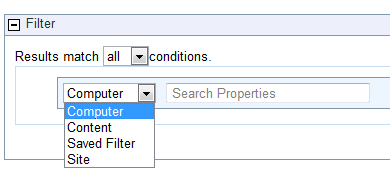 Filter
Results match all conditions.
Computer Search Properties
Computer
Content
Saved Filter
Site